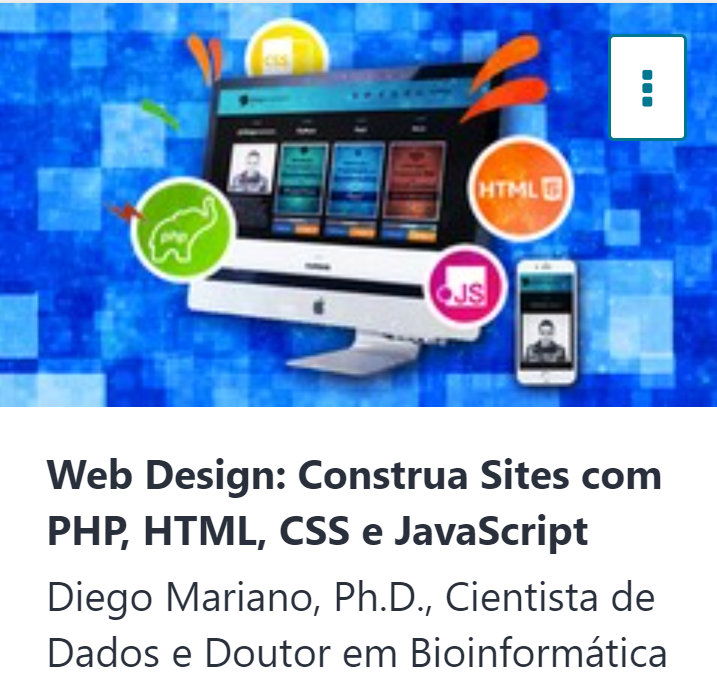 CSS
HTML
php
JS
Web Design: Construa Sites com
PHP, HTML, CSS e JavaScript
Diego Mariano, Ph.D., Cientista de
Dados e Doutor em Bioinformática